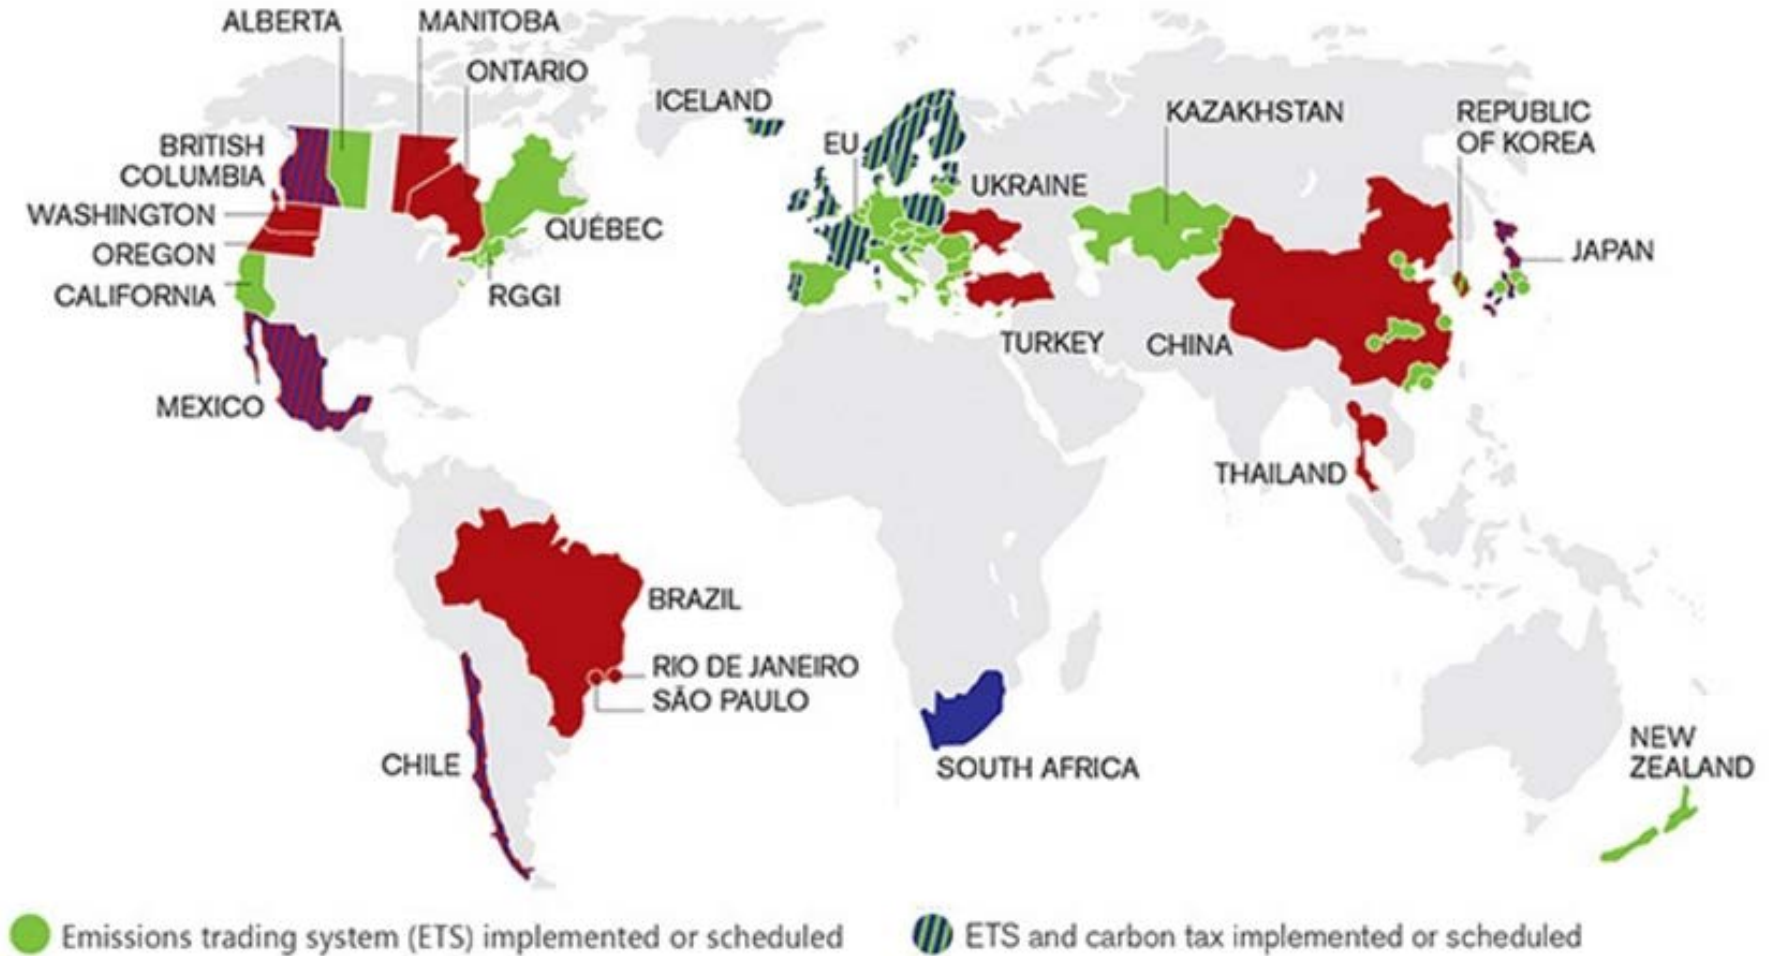 ALBERTA
MANITOBA
ONTARIO
ICELAND
KAZAKHSTAN
REPUBLIC
OF KOREA
EU
BRITISH
COLUMBIA
UKRAINE
WASHINGTON
QUÉBEC
OREGON
JAPAN
CALIFORNIA
RGGI
TURKEY
CHINA
MEXICO
THAILAND
BRAZIL
RIO DE JANEIRO
SÃO PAULO
CHILE
SOUTH AFRICA
NEW
ZEALAND
Emissions trading system (ETS) implemented or scheduled
ETS and carbon tax implemented or scheduled